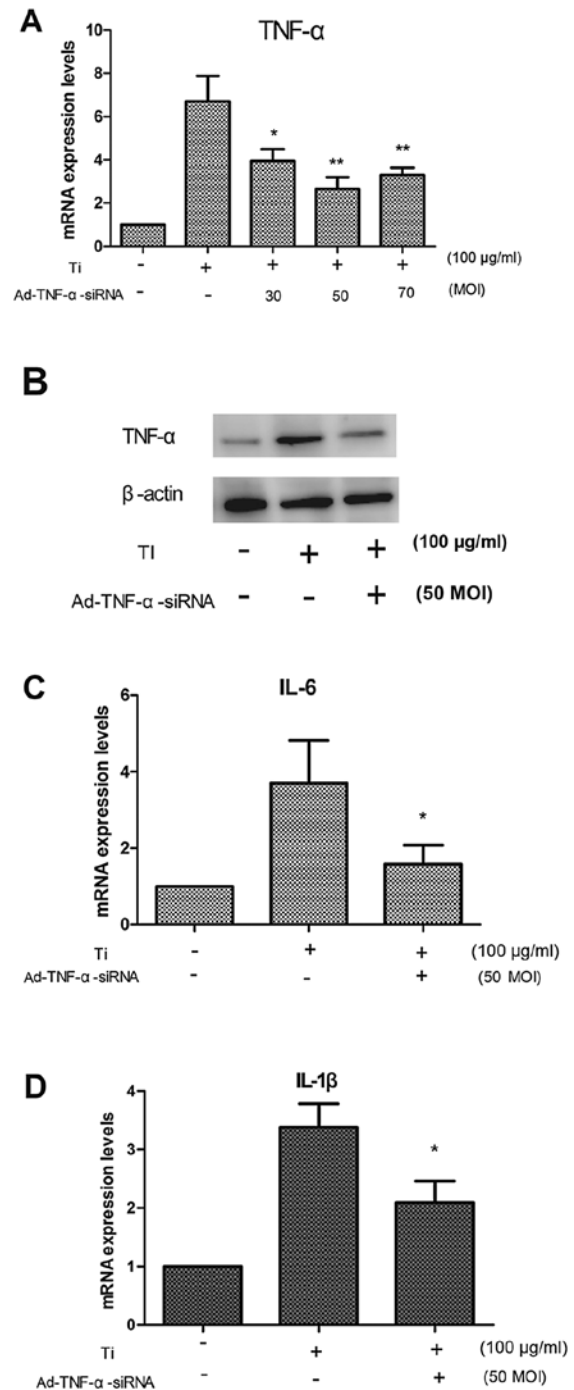 A
TNF-α
mRNA expression levels
10
8
6
4
2
0
Ti - + + + + (100 µg/ml)
Ad-TNF-α -siRNA - - 30 50 70 (MOI)
* ** **
B
TNF-α
β-actin
TI - + + (100 µg/ml)
Ad-TNF-α -siRNA - - + (50 MOI)
C
IL-6
mRNA expression levels
6
4
2
0
*
Ti - + + (100 µg/ml)
Ad-TNF-α -siRNA - - + (50 MOI)
D
IL-1β
mRNA expression levels
4
3
2
1
0
*
Ti - + + (100 µg/ml)
Ad-TNF-α -siRNA - - + (50 MOI)